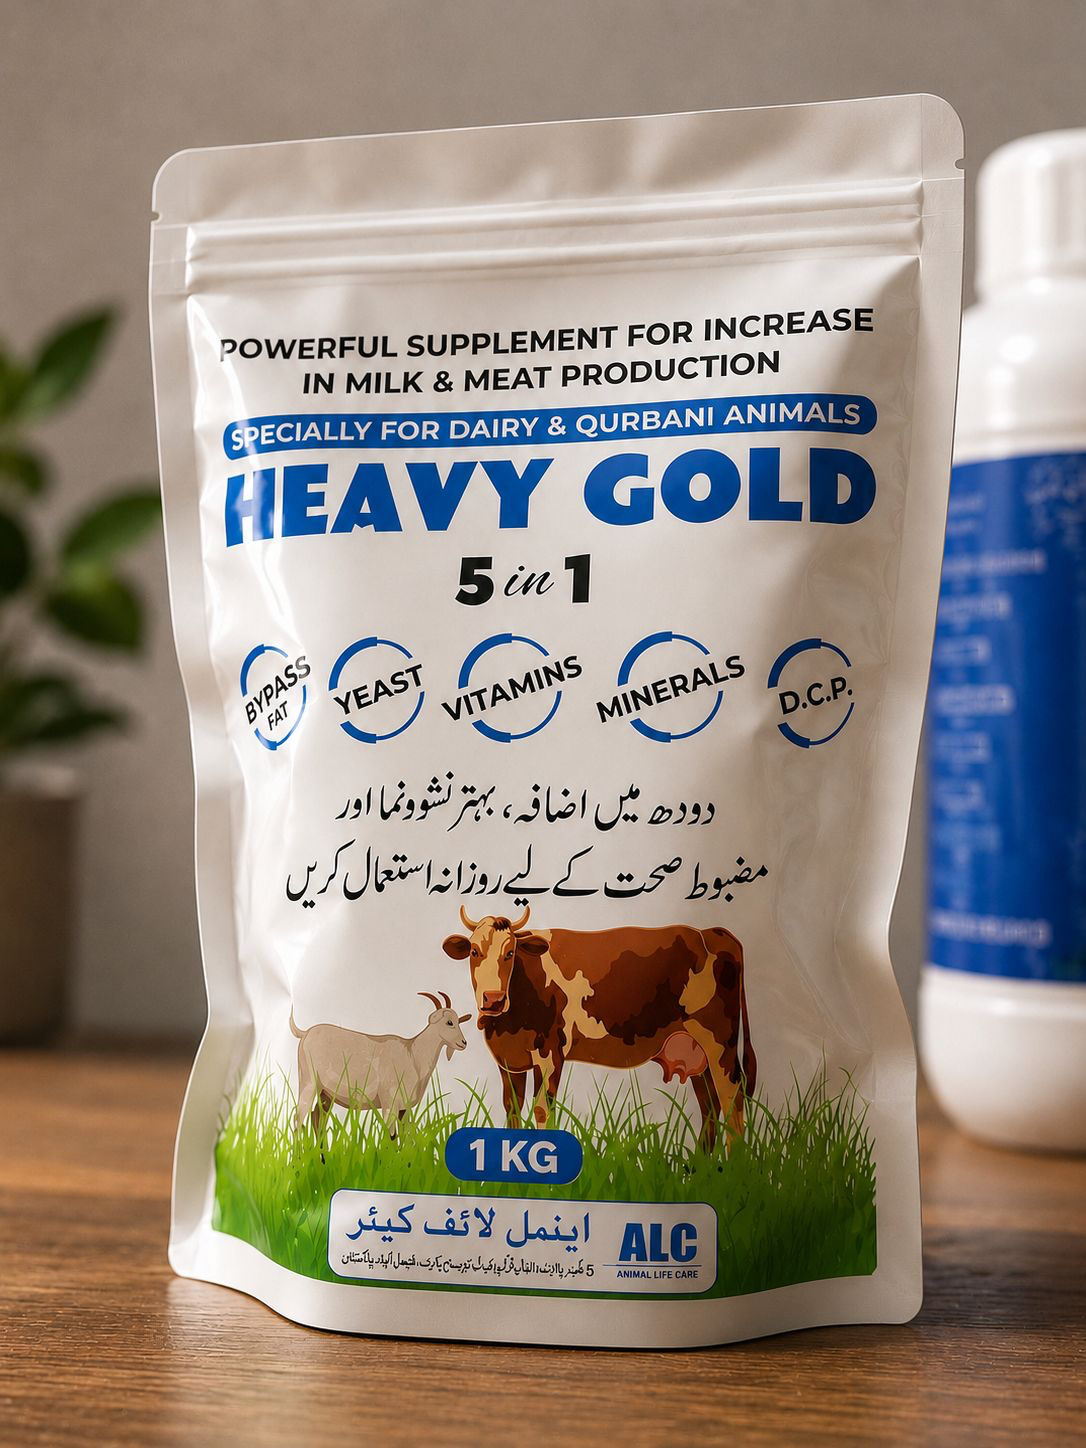 POWERFUL SUPPLEMENT FOR INCREASE
IN MILK & MEAT PRODUCTION
SPECIALLY FOR DAIRY & QURBANI ANIMALS
HEAVY GOLD
5 in 1
BYPASS FAT
YEAST
VITAMINS
MINERALS
D.C.P.
دودھ میں اضافہ، بہتر نشوونما اور
مضبوط صحت کے لیے روزانہ استعمال کریں
1 KG
اینمل لائف کیئر
ALC
ANIMAL LIFE CARE